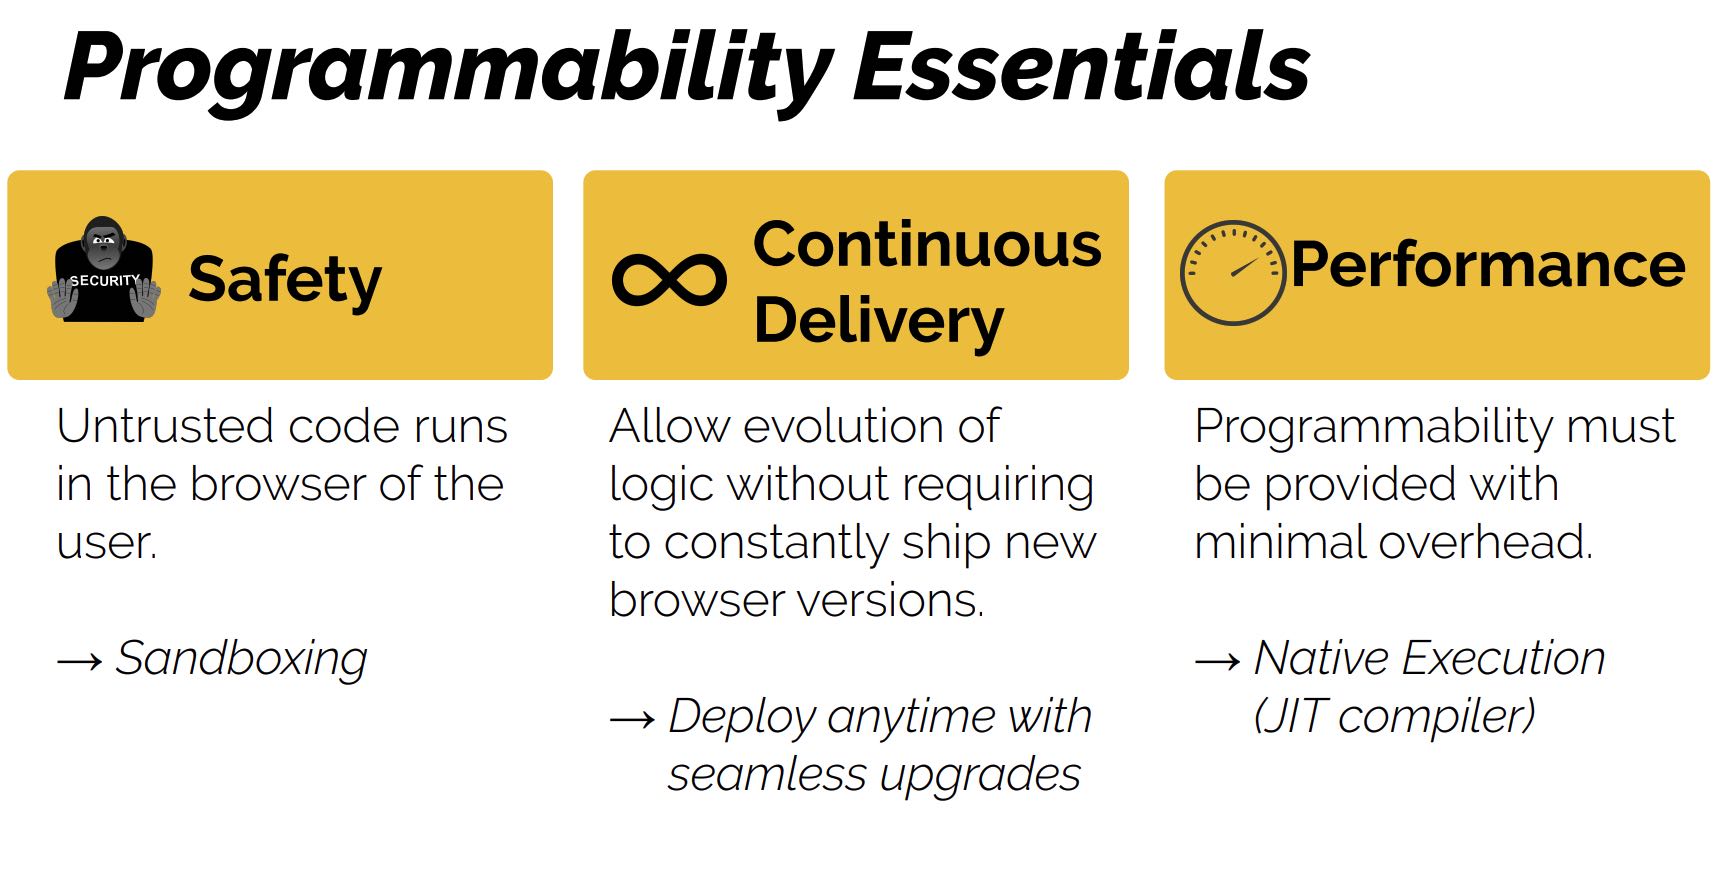 Programmability Essentials
SECURITY
Safety
Untrusted code runs
in the browser of the
user.
→ Sandboxing
Continuous
Delivery
Allow evolution of
logic without requiring
to constantly ship new
browser versions.
→ Deploy anytime with
seamless upgrades
Performance
Programmability must
be provided with
minimal overhead.
→ Native Execution
(JIT compiler)